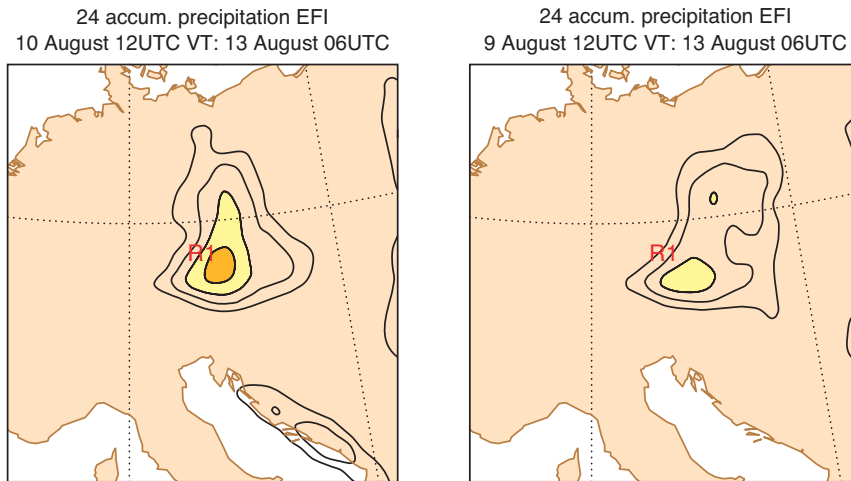 24 accum. precipitation EFI
10 August 12UTC VT: 13 August 06UTC
R1
24 accum. precipitation EFI
9 August 12UTC VT: 13 August 06UTC
R1